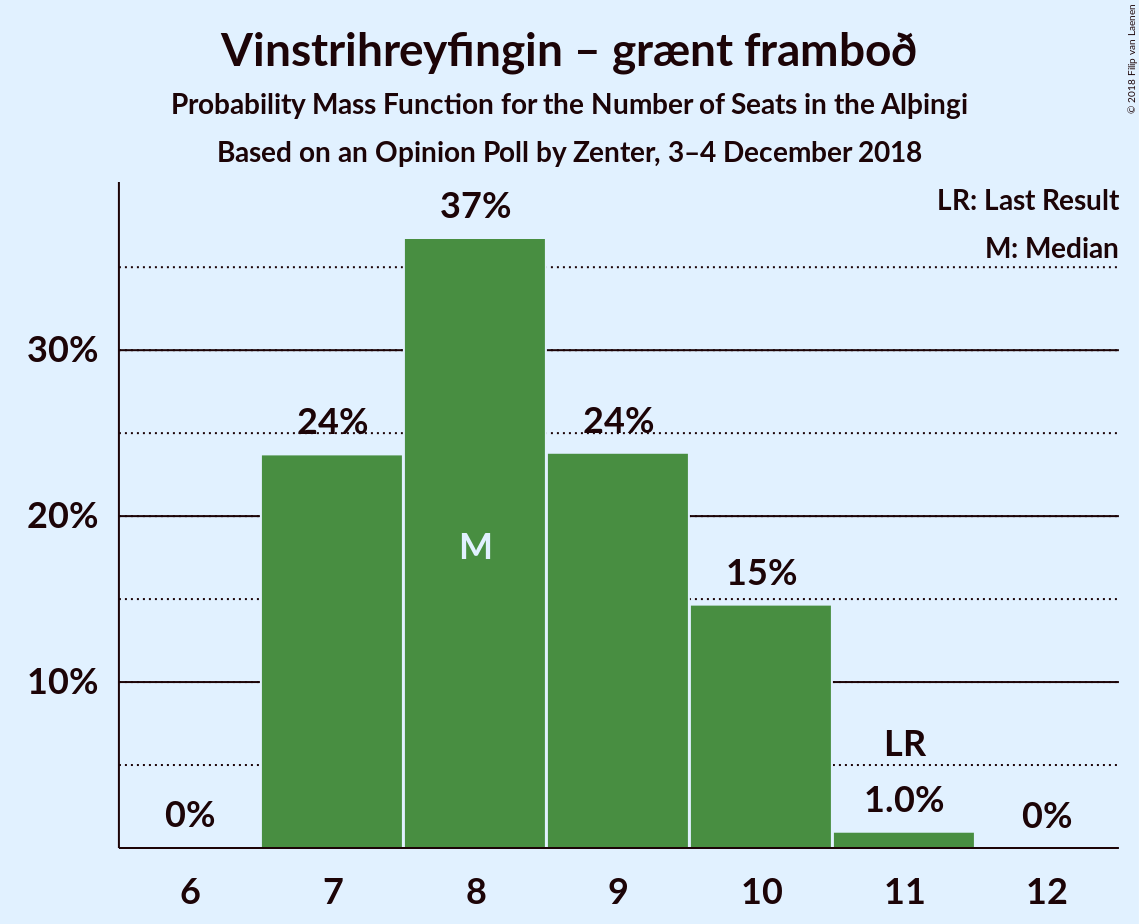 Vinstrihreyfingin – grænt framboð
Probability Mass Function for the Number of Seats in the Alþingi
Based on an Opinion Poll by Zenter, 3–4 December 2018
© 2018 Filip van Laenen
LR: Last Result
M: Median
37%
30%
24%
24%
20%
M
15%
10%
LR
1.0%
0%
0%
6 7 8 9 10 11 12